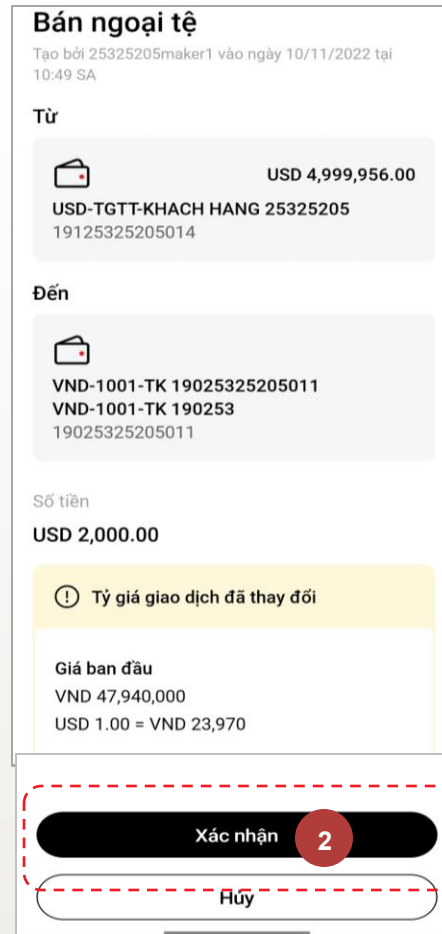 Bán ngoại tệ
Tạo bởi 25325205maker1 vào ngày 10/11/2022 tại
10:49 SA
Từ
USD 4,999,956.00
USD-TGTT-KHACH HANG 25325205
19125325205014
Đến
VND-1001-TK 19025325205011
VND-1001-TK 190253
19025325205011
Số tiền
USD 2,000.00
Tỷ giá giao dịch đã thay đổi
Giá ban đầu
VND 47,940,000
USD 1.00 = VND 23,970
Xác nhận 2
Hủy